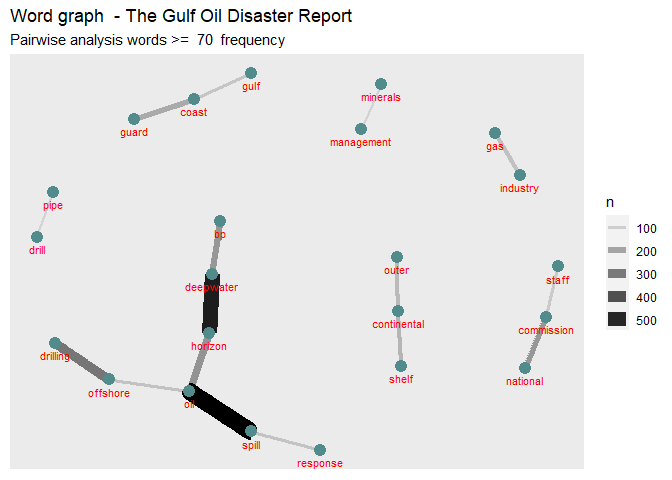 Word graph  - The Gulf Oil Disaster Report
Pairwise analysis words >=  70  frequency
gulf
minerals
coast
guard
management
gas
industry
pipe
bp
drill
outer
staff
deepwater
continental
commission
horizon
drilling
shelf
national
offshore
oil
spill
response
n
100
200
300
400
500